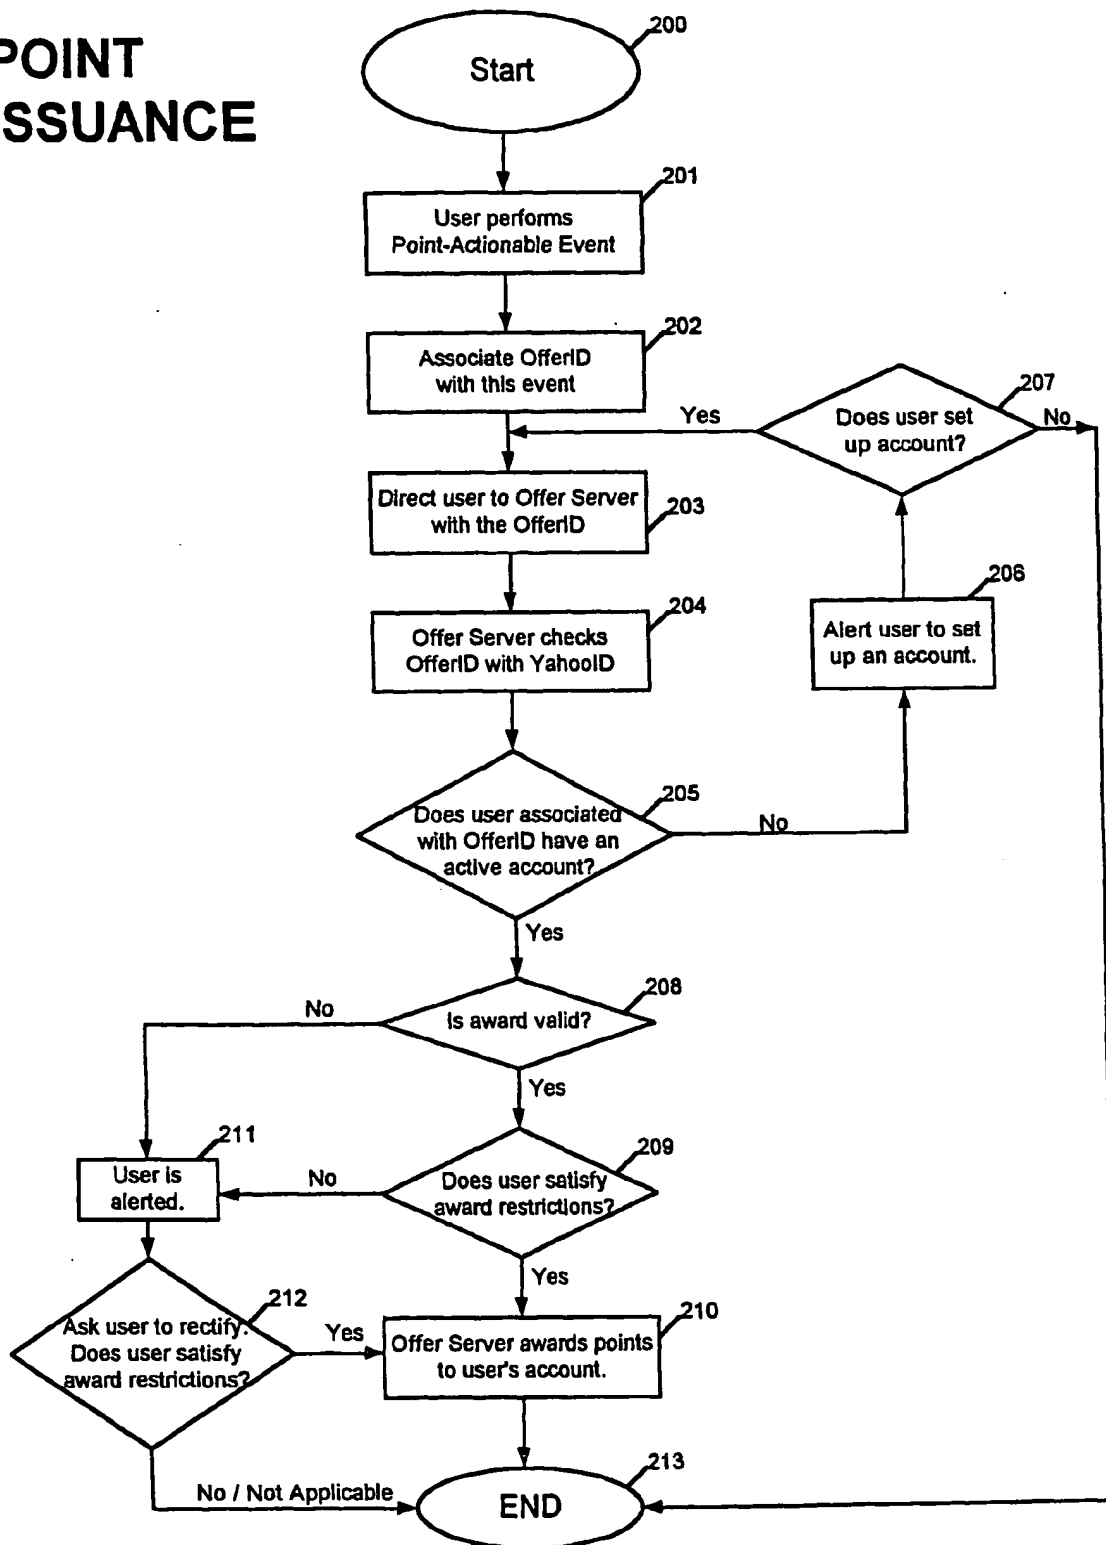 POINT
ISSUANCE
200
Start
201
User performs
Point-Actionable Event
202
Associate OfferID
with this event
207
Does user set
up account?
Yes
No
Direct user to Offer Server
with the OfferID
203
206
Alert user to set
up an account.
204
Offer Server checks
OfferID with YahooID
205
Does user associated
with OfferID have an
active account?
No
Yes
208
Is award valid?
No
Yes
211
User is
alerted.
209
Does user satisfy
award restrictions?
No
Yes
212
Ask user to rectify.
Does user satisfy
award restrictions?
Yes
210
Offer Server awards points
to user's account.
213
No / Not Applicable
END